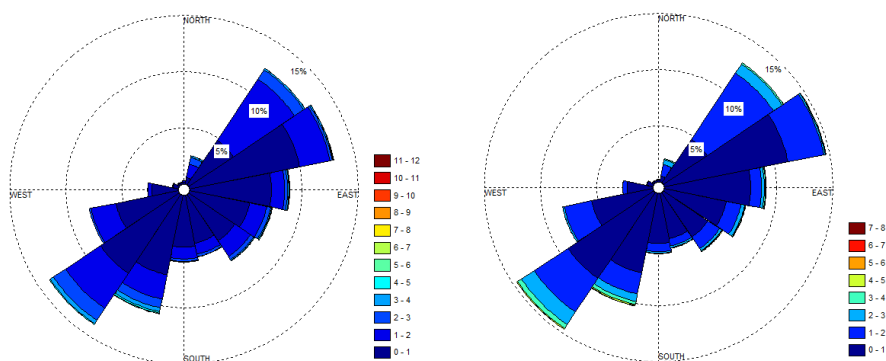 NORTH
15%
10%
5%
WEST
EAST
SOUTH
11 - 12
10 - 11
9 - 10
8 - 9
7 - 8
6 - 7
5 - 6
4 - 5
3 - 4
2 - 3
1 - 2
0 - 1
NORTH
15%
10%
5%
WEST
EAST
SOUTH
7 - 8
6 - 7
5 - 6
4 - 5
3 - 4
2 - 3
1 - 2
0 - 1